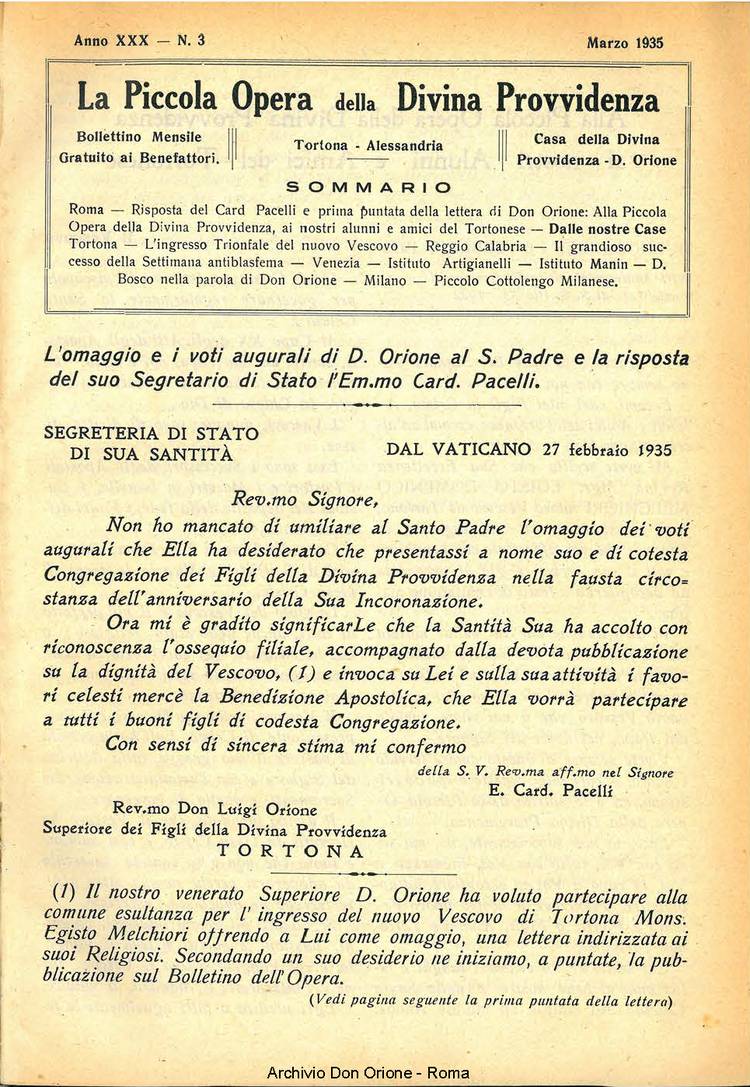 Anno XXX — N. 3
Marzo 1935
La Piccola Opera della Divina Provvidenza
Bollettino Mensile
Gratuito ai Benefattori.
Tortona - Alessandria
Casa della Divina
Provvidenza - D. Orione
SOMMARIO
Roma — Risposta del Card Pacelli e prima puntata della lettera di Don Orione: Alla Piccola
Opera della Divina Provvidenza, ai nostri alunni e amici del Tortonese — Dalle nostre Case
Tortona — L'ingresso Trionfale del nuovo Vescovo — Reggio Calabria — Il grandioso suc-
cesso della Settimana antiblasfema — Venezia — Istituto Artigianelli — Istituto Manin — D.
Bosco nella parola di Don Orione — Milano — Piccolo Cottolengo Milanese.
L'omaggio e i voti augurali di D. Orione al S. Padre e la risposta
del suo Segretario di Stato l'Em.mo Card. Pacelli.
SEGRETERIA DI STATO
DI SUA SANTITÀ
DAL VATICANO 27 febbraio 1935
Rev.mo Signore,
Non ho mancato di umiliare al Santo Padre l'omaggio dei voti
augurali che Ella ha desiderato che presentassi a nome suo e di cotesta
Congregazione dei Figli della Divina Provvidenza nella fausta circo=
stanza dell'anniversario della Sua Incoronazione.
Ora mi è gradito significarLe che la Santità Sua ha accolto con
riconoscenza l'ossequio filiale, accompagnato dalla devota pubblicazione
su la dignità del Vescovo, (1) e invoca su Lei e sulla sua attività i favo-
ri celesti mercè la Benedizione Apostolica, che Ella vorrà partecipare
a tutti i buoni figli di codesta Congregazione.
Con sensi di sincera stima mi confermo
della S. V. Rev.ma aff.mo nel Signore
E. Card. Pacelli
Rev.mo Don Luigi Orione
Superiore dei Figli della Divina Provvidenza
TORTONA
(1) Il nostro venerato Superiore D. Orione ha voluto partecipare alla
comune esultanza per l' ingresso del nuovo Vescovo di Tortona Mons.
Egisto Melchiori offrendo a Lui come omaggio, una lettera indirizzata ai
suoi Religiosi. Secondando un suo desiderio ne iniziamo, a puntate, la pub-
blicazione sul Bolletino dell'Opera.
(Vedi pagina seguente la prima puntata della lettera)
Archivio Don Orione - Roma